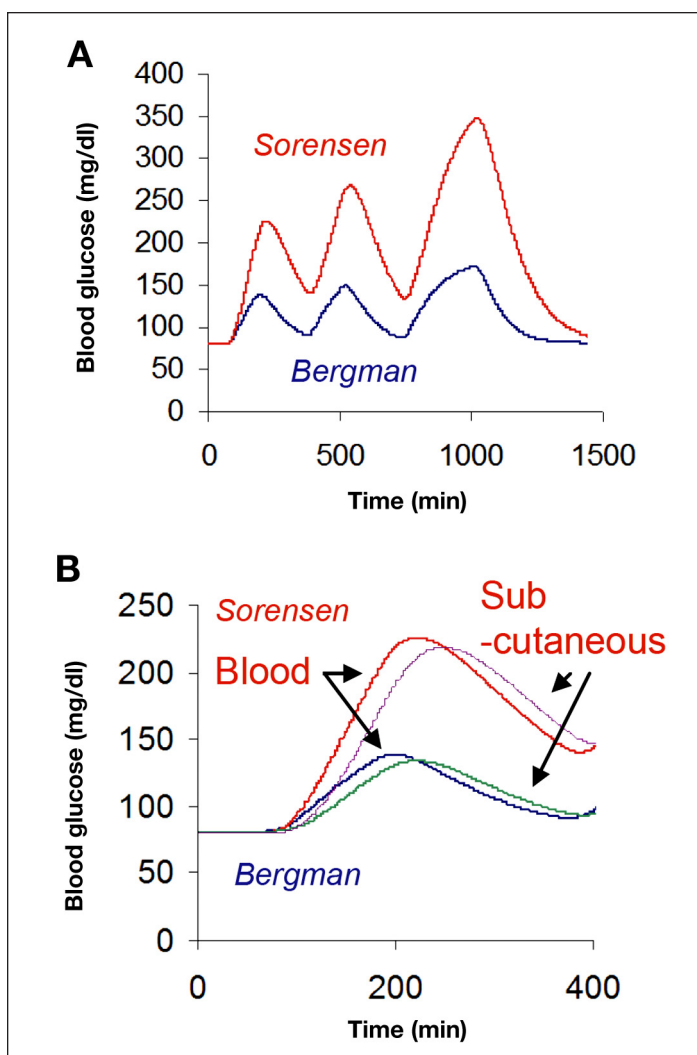 A
400
350
300
250
200
150
100
50
0
Blood glucose (mg/dl)
Sorensen
Bergman
0 500 1000 1500
Time (min)
B
250
200
150
100
50
0
Blood glucose (mg/dl)
Sorensen
Blood
Sub
-cutaneous
Bergman
0 200 400
Time (min)